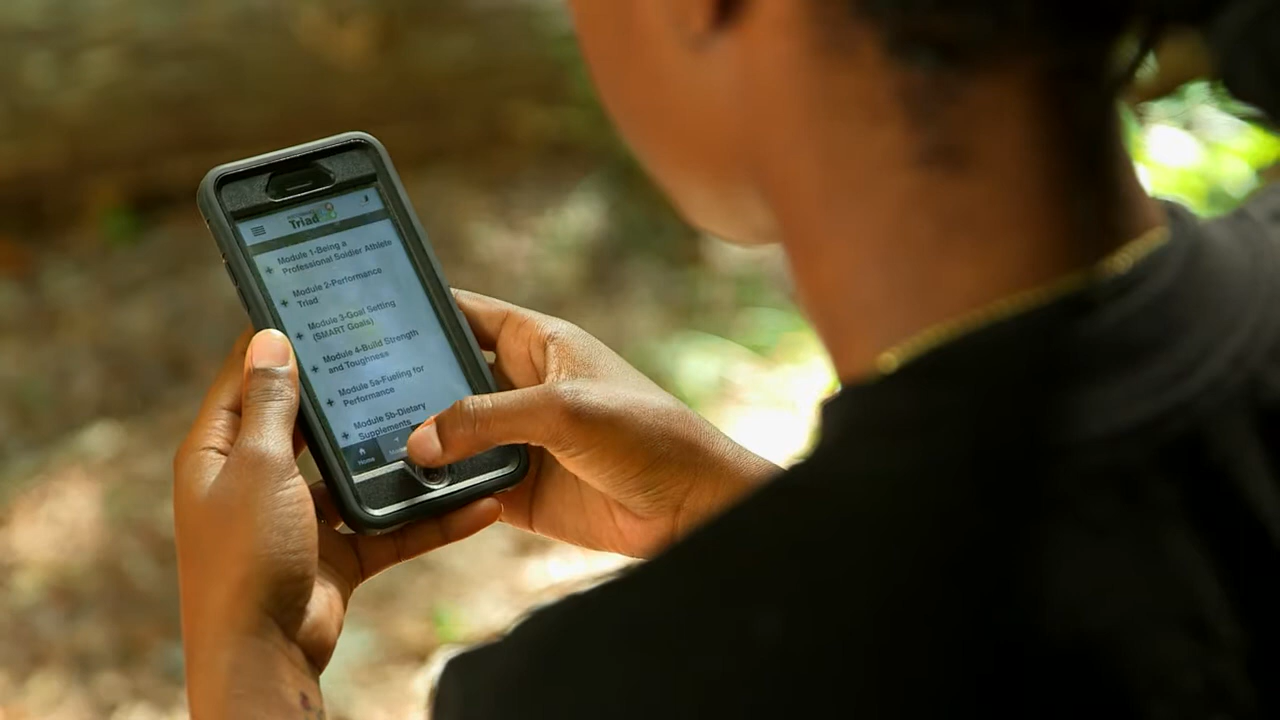 Triad
Module 1-Being a
Professional Soldier Athlete
Module 2-Performance
Triad
Module 3-Goal Setting
(SMART Goals)
Module 4-Build Strength
and Toughness
Module 5a-Fueling for
Performance
Module 5b-Dietary
Supplements
Home